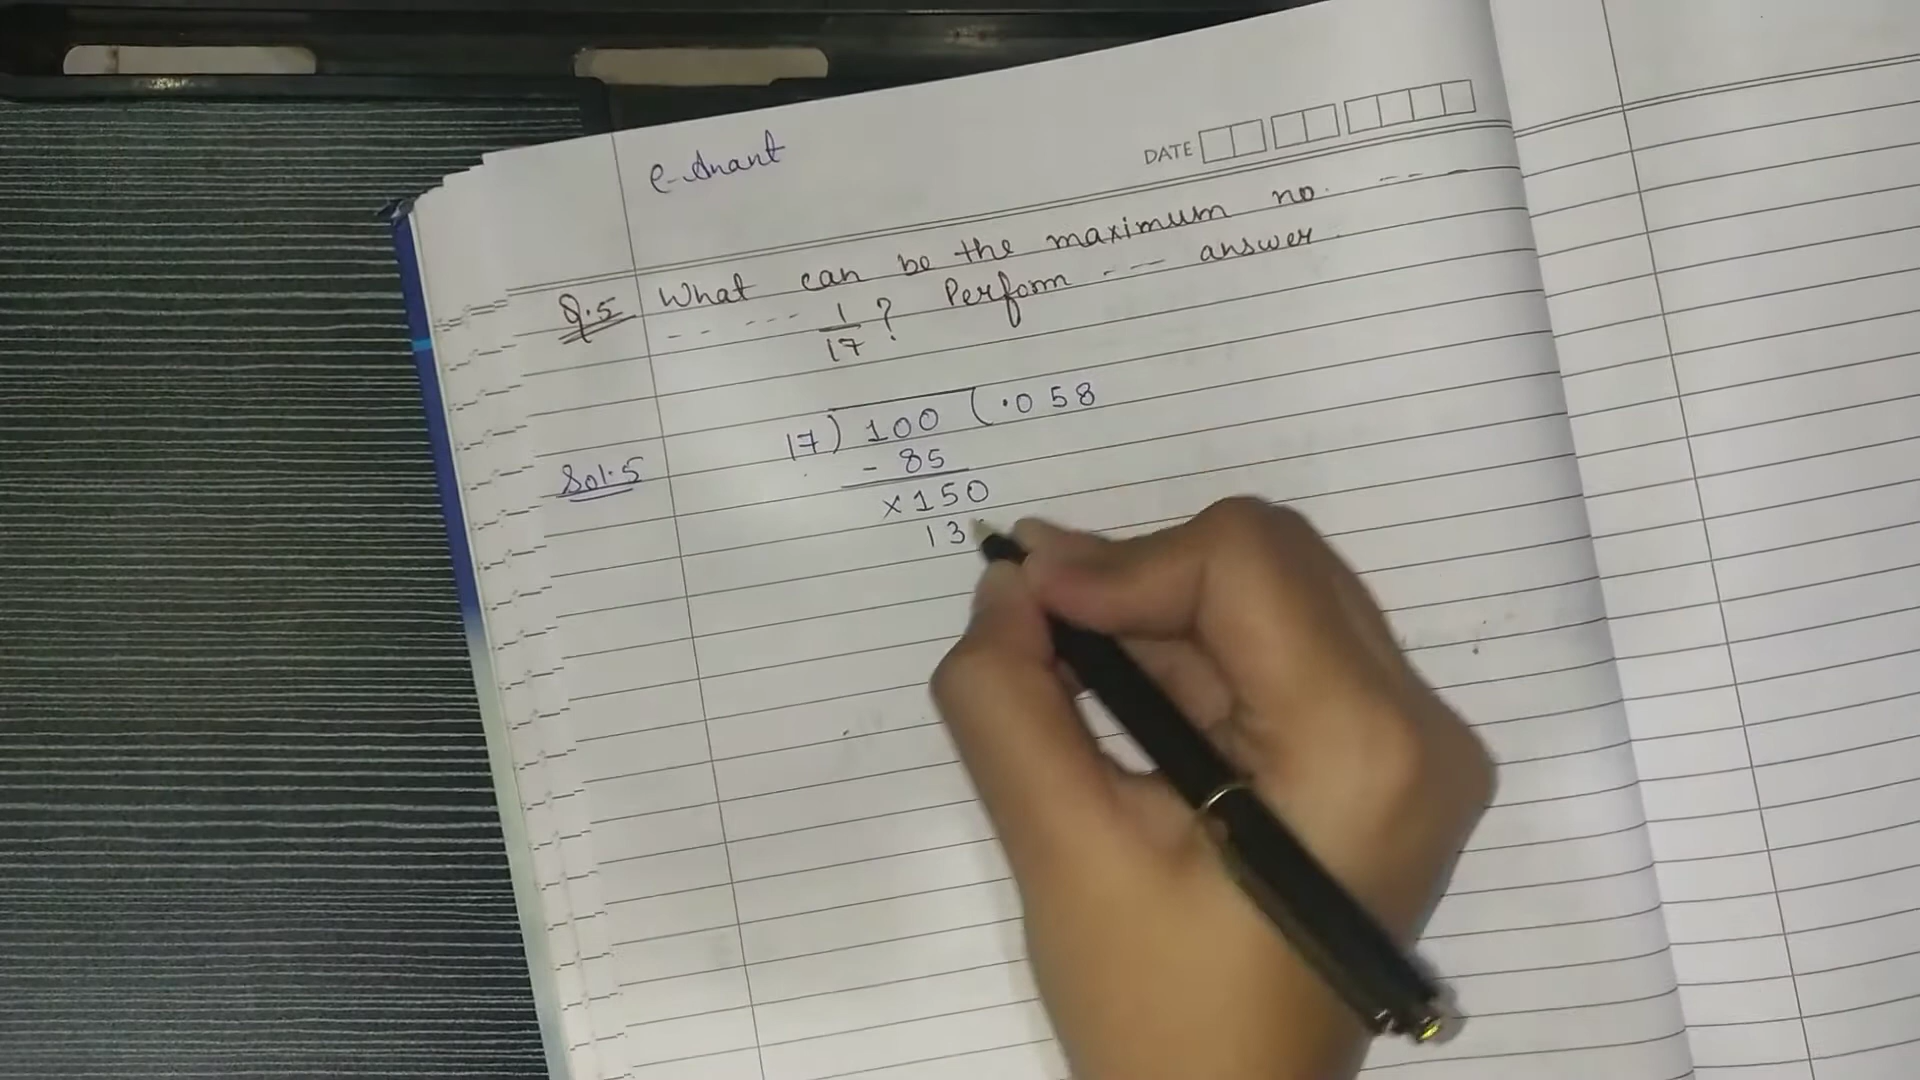 e-Anant
DATE
Q.5 What can be the maximum no. --- 
-- --- 1/17? Perform --- answer
Sol.5
17) 100 (.058
- 85
×150
13